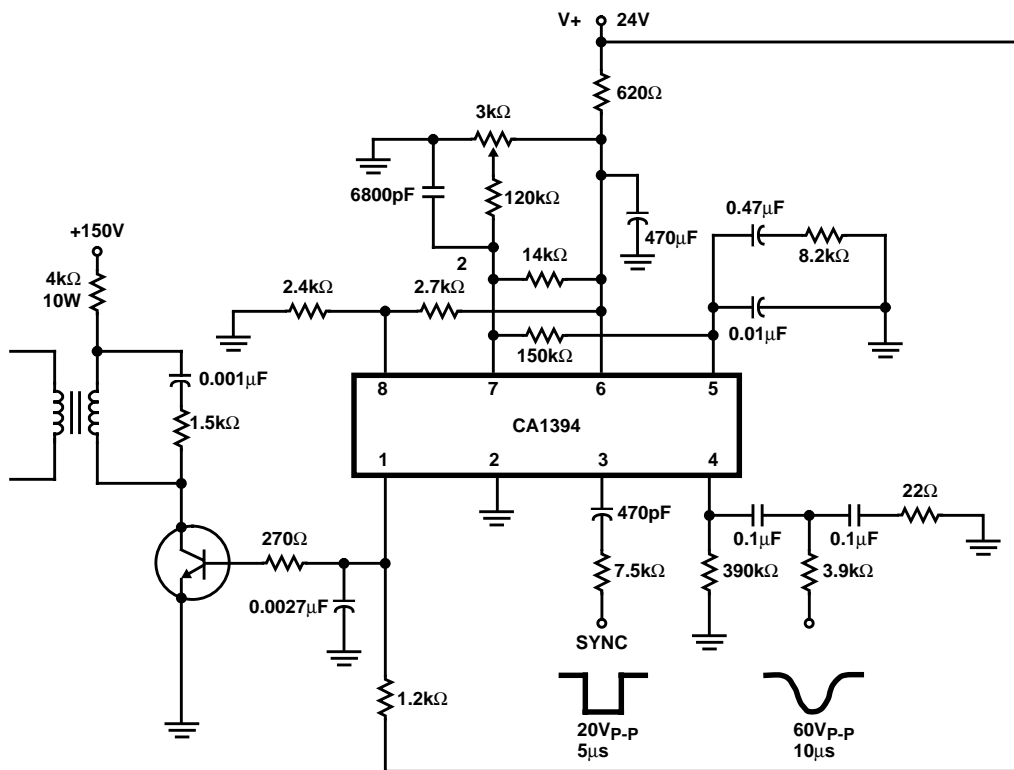 V+ 24V
620Ω
3kΩ
6800pF
120kΩ
470μF
0.47μF
8.2kΩ
0.01μF
+150V
4kΩ
10W
2
14kΩ
2.4kΩ
2.7kΩ
150kΩ
0.001μF
1.5kΩ
8 7 6 5
CA1394
1 2 3 4
470pF
22Ω
0.1μF
0.1μF
270Ω
7.5kΩ
390kΩ
3.9kΩ
0.0027μF
SYNC
1.2kΩ
20VP-P
5μs
60VP-P
10μs